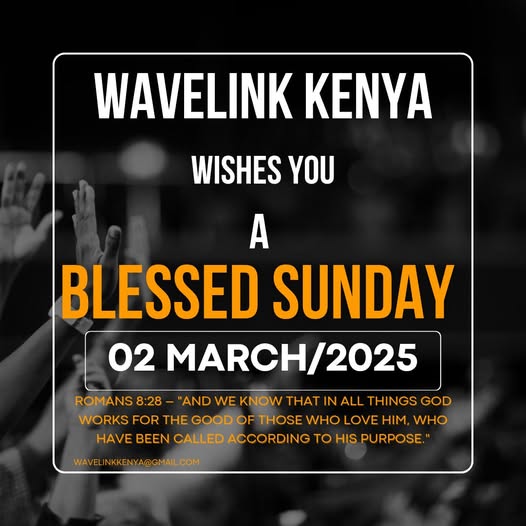 WAVELINK KENYA
WISHES YOU
A
BLESSED SUNDAY
02 MARCH/2025
ROMANS 8:28 – "AND WE KNOW THAT IN ALL THINGS GOD
WORKS FOR THE GOOD OF THOSE WHO LOVE HIM, WHO
HAVE BEEN CALLED ACCORDING TO HIS PURPOSE."
WAVELINKKENYA@GMAIL.COM